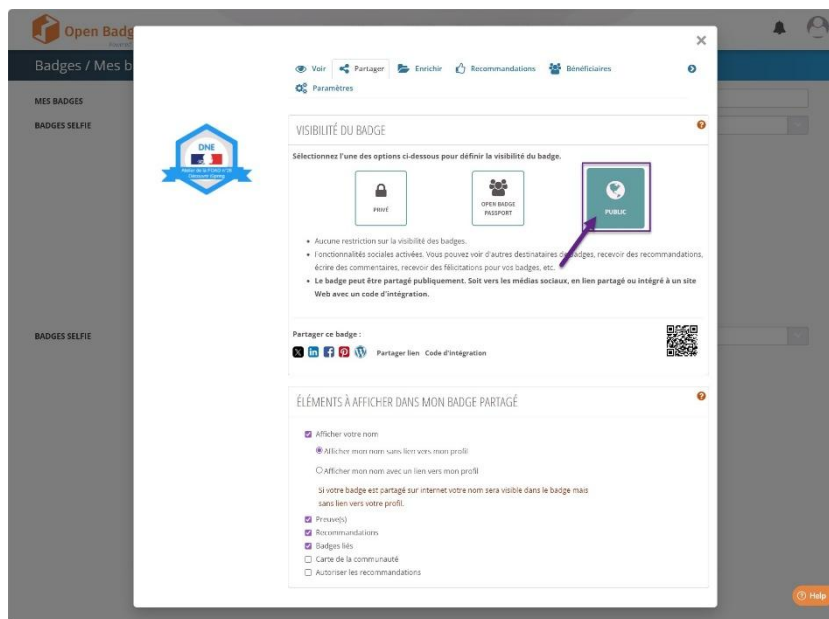 Open Badg
Badges / Mes b
MES BADGES
BADGES SELFIE
DNE
Voir Partager Enrichir Recommandations Bénéficiaires
Paramètres
VISIBILITÉ DU BADGE
Sélectionnez l'une des options ci-dessous pour définir la visibilité du badge.
PRIVÉ
OPEN BADGE
PASSPORT
PUBLIC
Aucune restriction sur la visibilité des badges.
Fonctionnalités sociales activées. Vous pouvez voir d'autres destinataires de badges, recevoir des recommandations,
écrire des commentaires, recevoir des félicitations pour vos badges, etc.
Le badge peut être partagé publiquement. Soit vers les médias sociaux, en lien partagé ou intégré à un site
Web avec un code d'intégration.
Partager ce badge :
Partager lien Code d'intégration
BADGES SELFIE
ÉLÉMENTS À AFFICHER DANS MON BADGE PARTAGÉ
Afficher votre nom
Afficher mon nom sans lien vers mon profil
Afficher mon nom avec un lien vers mon profil
Si votre badge est partagé sur internet votre nom sera visible dans le badge mais
sans lien vers votre profil.
Preuve(s)
Recommandations
Badges liés
Carte de la communauté
Autoriser les recommandations
Help